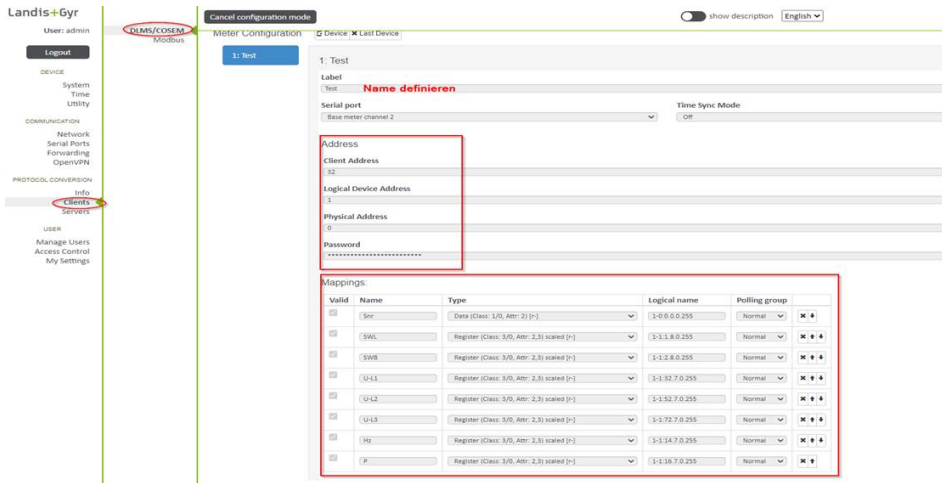 Landis+Gyr
User: admin
Logout
DEVICE
System
Time
Utility
COMMUNICATION
Network
Serial Ports
Forwarding
OpenVPN
PROTOCOL CONVERSION
Info
Clients
Servers
USER
Manage Users
Access Control
My Settings
DLMS/COSEM
Modbus
Cancel configuration mode
show description English
Meter Configuration
Device Last Device
1: Test
1: Test
Label
Test Name definieren
Serial port Time Sync Mode
Base meter channel 2 Off
Address
Client Address
32
Logical Device Address
1
Physical Address
0
Password
Mappings
Valid Name Type Logical name Polling group
Snr Data (Class: 1/0, Attr: 2) [r-] 1-0:0.0.0.255 Normal
SWL Register (Class: 3/0, Attr: 2,3) scaled [r-] 1-1:1.8.0.255 Normal
SWB Register (Class: 3/0, Attr: 2,3) scaled [r-] 1-1:2.8.0.255 Normal
U-L1 Register (Class: 3/0, Attr: 2,3) scaled [r-] 1-1:32.7.0.255 Normal
U-L2 Register (Class: 3/0, Attr: 2,3) scaled [r-] 1-1:52.7.0.255 Normal
U-L3 Register (Class: 3/0, Attr: 2,3) scaled [r-] 1-1:72.7.0.255 Normal
Hz Register (Class: 3/0, Attr: 2,3) scaled [r-] 1-1:14.7.0.255 Normal
P Register (Class: 3/0, Attr: 2,3) scaled [r-] 1-1:16.7.0.255 Normal